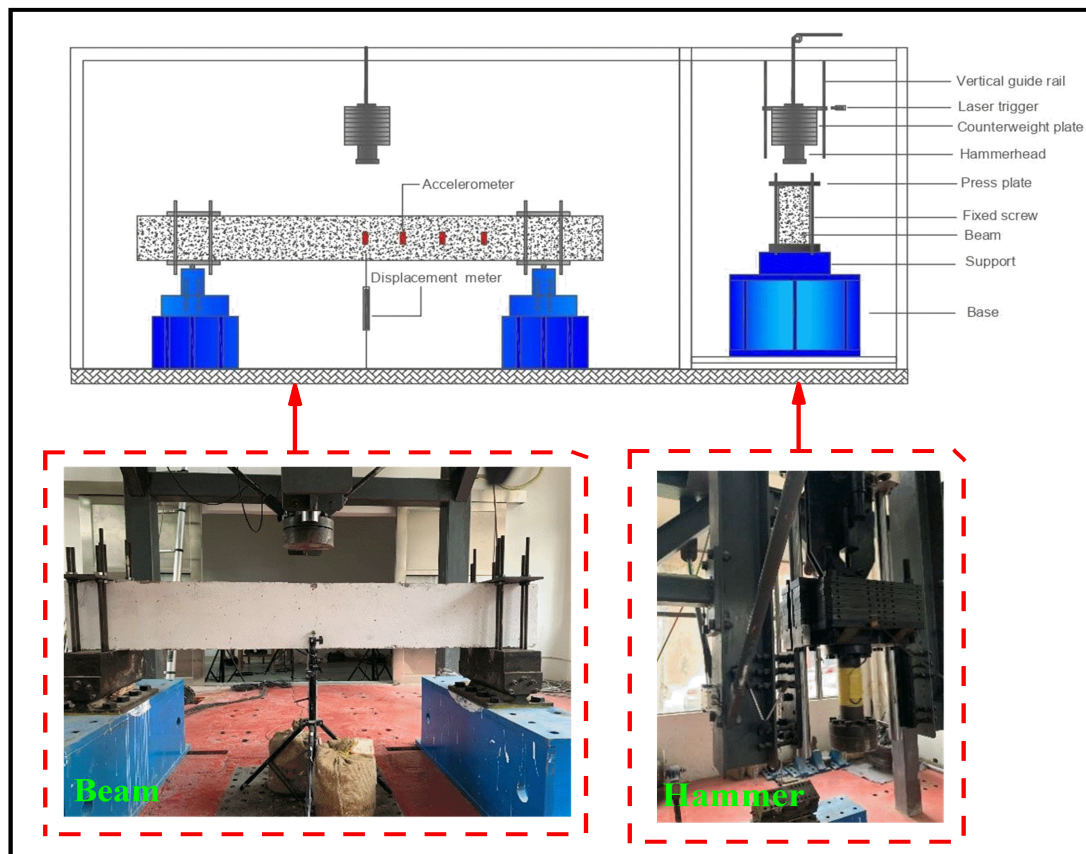 Vertical guide rail
Laser trigger
Counterweight plate
Hammerhead
Accelerometer
Press plate
Fixed screw
Beam
Support
Displacement meter
Base
Beam
Hammer